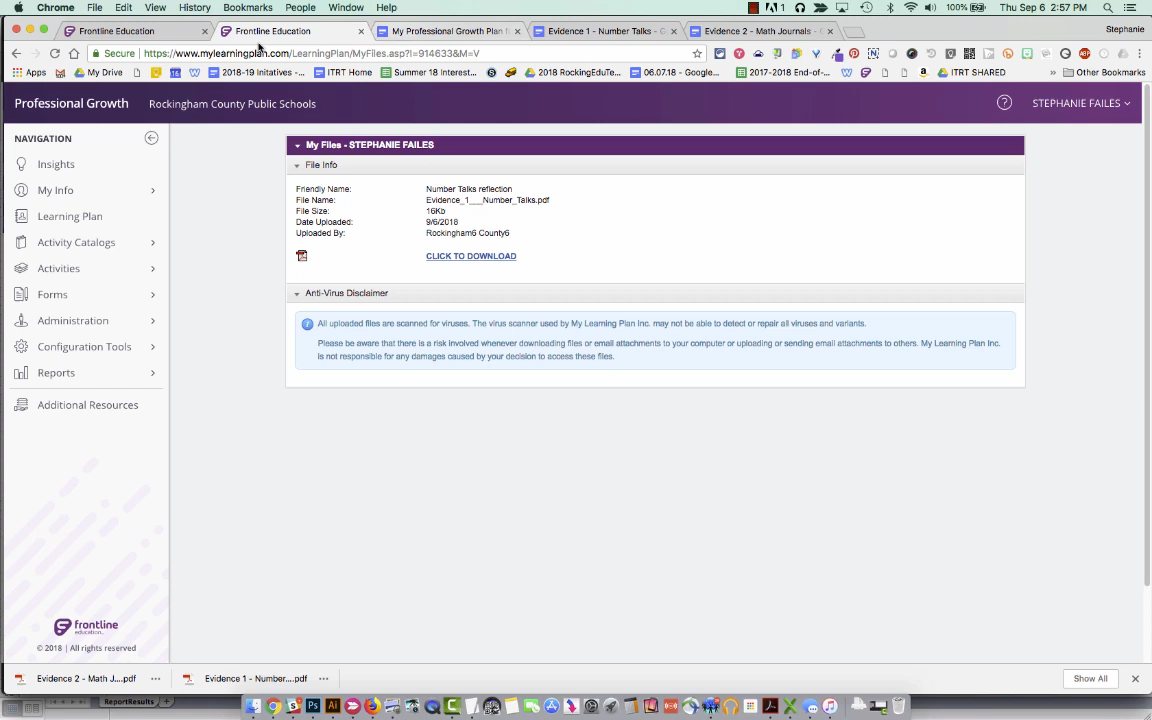 Chrome File Edit View History Bookmarks People Window Help 1 100% Thu Sep 6 2:57 PM
Frontline Education Frontline Education My Professional Growth Plan f Evidence 1 - Number Talks - G Evidence 2 - Math Journals - Stephanie
Secure https://www.mylearningplan.com/LearningPlan/MyFiles.asp?I=914633&M=V
Apps My Drive 2018-19 Initatives -... ITRT Home Summer 18 Interest... 2018 RockingEduTe... 06.07.18 - Google... 2017-2018 End-of-... ITRT SHARED » Other Bookmarks
Professional Growth Rockingham County Public Schools STEPHANIE FAILES
NAVIGATION
Insights
My Info
Learning Plan
Activity Catalogs
Activities
Forms
Administration
Configuration Tools
Reports
Additional Resources
frontline
education
© 2018 | All rights reserved
My Files - STEPHANIE FAILES
File Info
Friendly Name: Number Talks reflection
File Name: Evidence_1___Number_Talks.pdf
File Size: 16Kb
Date Uploaded: 9/6/2018
Uploaded By: Rockingham6 County6
CLICK TO DOWNLOAD
Anti-Virus Disclaimer
All uploaded files are scanned for viruses. The virus scanner used by My Learning Plan Inc. may not be able to detect or repair all viruses and variants.
Please be aware that there is a risk involved whenever downloading files or email attachments to your computer or uploading or sending email attachments to others. My Learning Plan Inc.
is not responsible for any damages caused by your decision to access these files.
Evidence 2 - Math J....pdf Evidence 1 - Number....pdf Show All
ReportResults